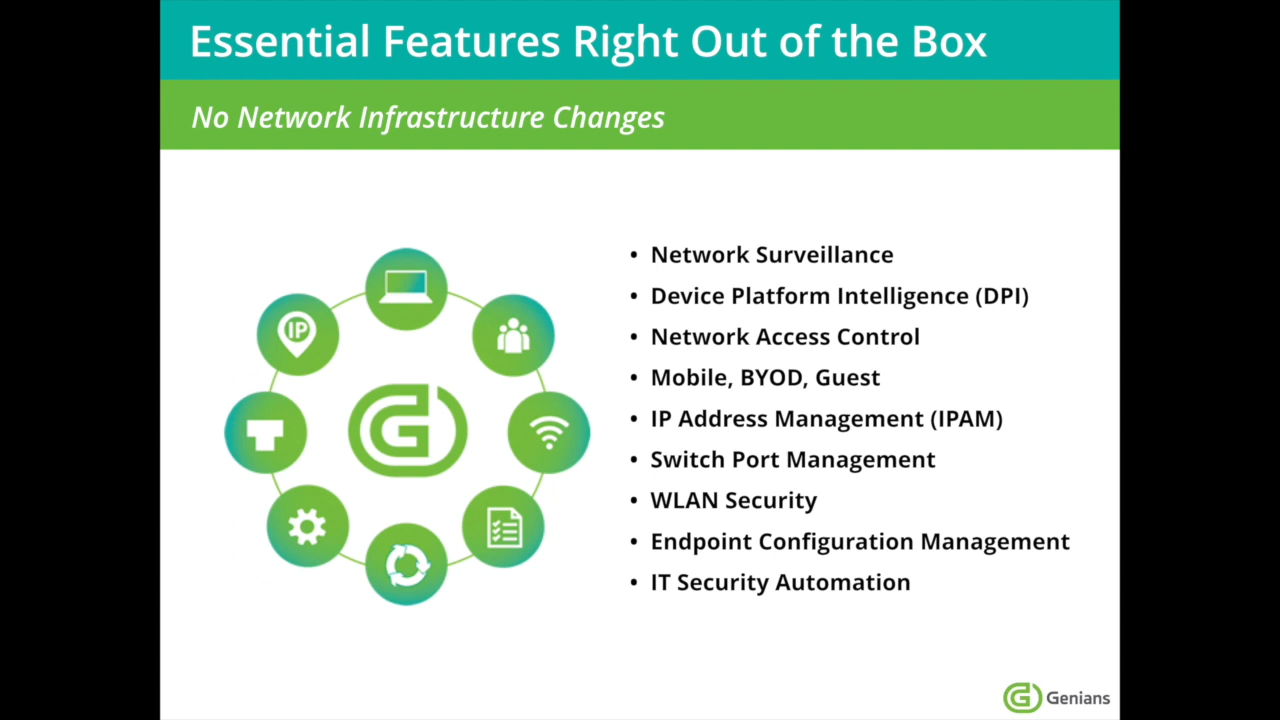 Essential Features Right Out of the Box
No Network Infrastructure Changes
IP
G
• Network Surveillance
• Device Platform Intelligence (DPI)
• Network Access Control
• Mobile, BYOD, Guest
• IP Address Management (IPAM)
• Switch Port Management
• WLAN Security
• Endpoint Configuration Management
• IT Security Automation
G Genians